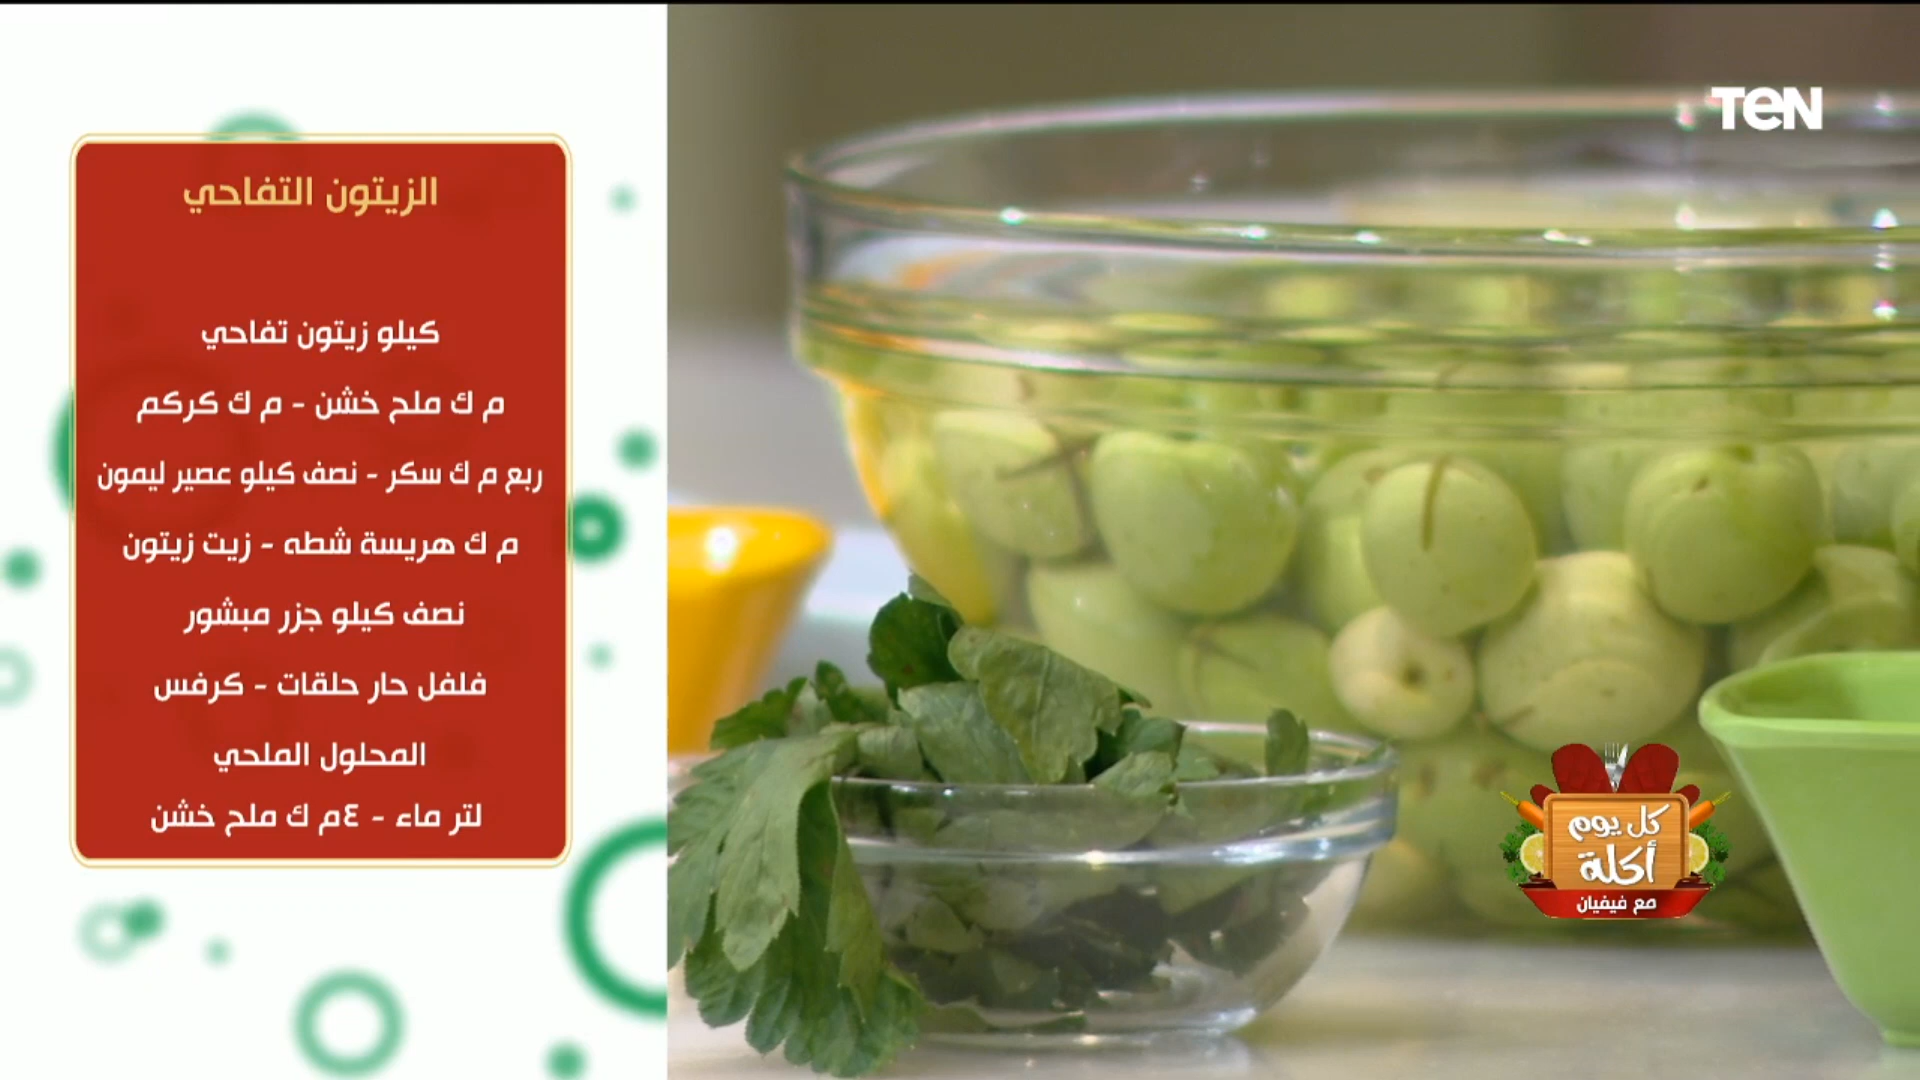 الزيتون التفاحي
كيلو زيتون تفاحي
م ك ملح خشن - م ك كركم
ربع م ك سكر - نصف كيلو عصير ليمون
م ك هريسة شطه - زيت زيتون
نصف كيلو جزر مبشور
فلفل حار حلقات - كرفس
المحلول الملحي
لتر ماء - ٤م ك ملح خشن
TeN
كل يوم
أكلة
مع فيفيان